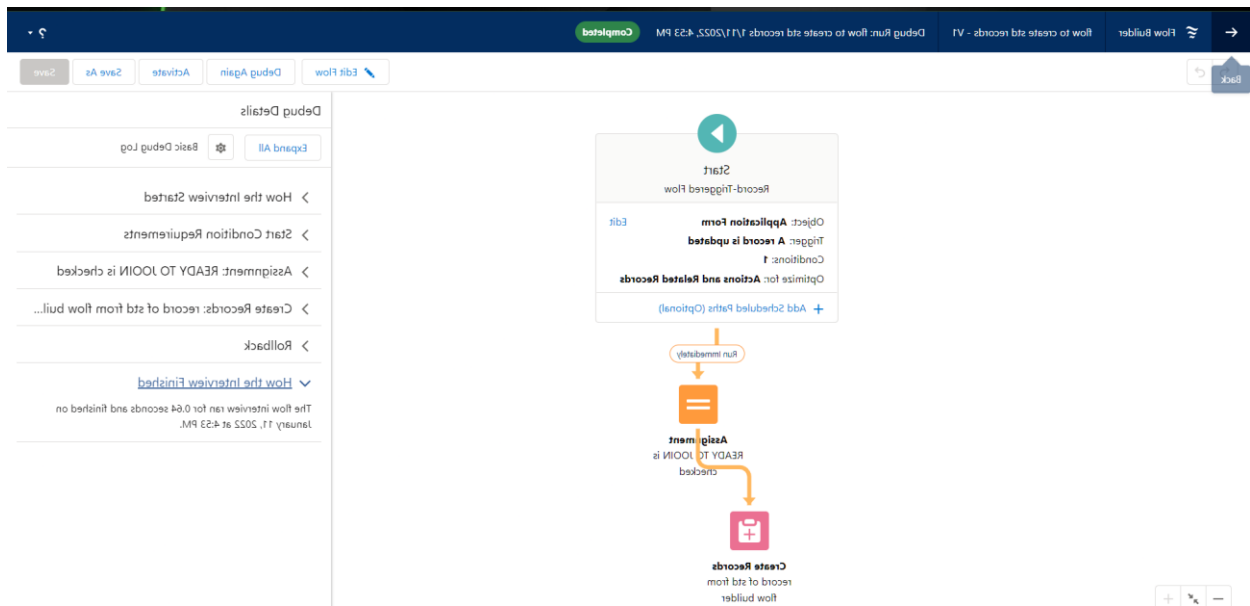 Flow Builder
flow to create std records - V1
Debug Run: flow to create std records 1/11/2022, 4:53 PM
Completed
?
Back
Edit Flow
Debug Again
Activate
Save As
Save
Start
Record-Triggered Flow
Object: Application Form
Edit
Trigger: A record is updated
Conditions: 1
Optimize for: Actions and Related Records
+ Add Scheduled Paths (Optional)
Run Immediately
Assignment
READY TO JOOIN is
checked
Create Records
record of std from
flow builder
Debug Details
Expand All
Basic Debug Log
How the Interview Started
Start Condition Requirements
Assignment: READY TO JOOIN is checked
Create Records: record of std from flow buil...
Rollback
How the Interview Finished
The flow interview ran for 0.64 seconds and finished on
January 11, 2022 at 4:53 PM.